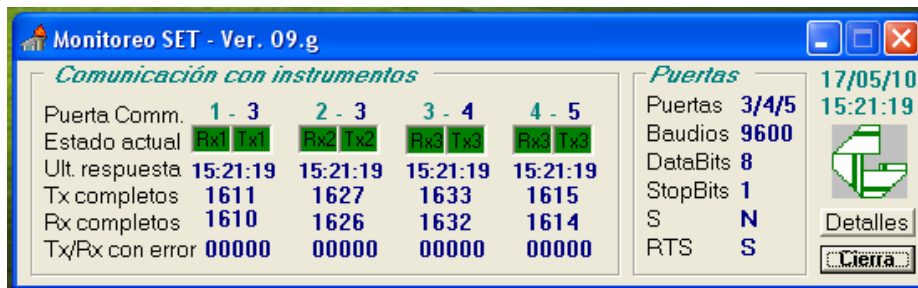 Monitoreo SET - Ver. 09.g
Comunicación con instrumentos
Puerta Comm. 1 - 3 2 - 3 3 - 4 4 - 5
Estado actual Rx1 Tx1 Rx2 Tx2 Rx3 Tx3 Rx3 Tx3
Ult. respuesta 15:21:19 15:21:19 15:21:19 15:21:19
Tx completos 1611 1627 1633 1615
Rx completos 1610 1626 1632 1614
Tx/Rx con error 00000 00000 00000 00000
Puertas
Puertas 3/4/5
Baudios 9600
DataBits 8
StopBits 1
S N
RTS S
17/05/10
15:21:19
Detalles
Cierra